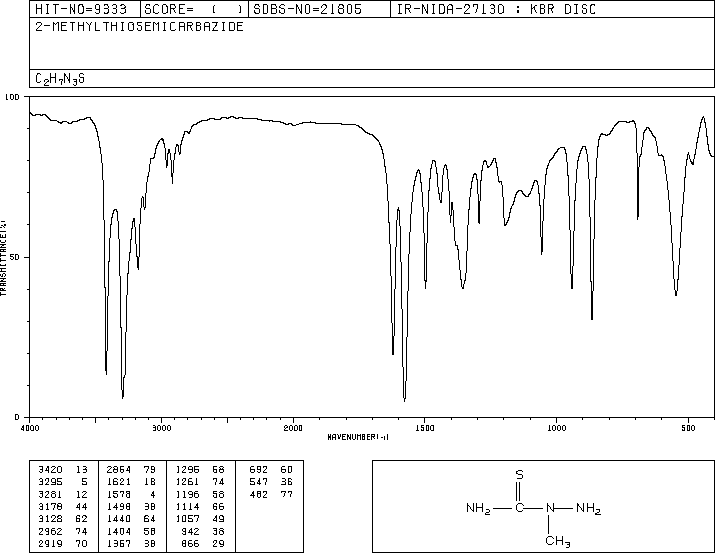 HIT-NO=9333 SCORE= ( ) SDBS-NO=21805 IR-NIDA-27130 : KBR DISC
2-METHYLTHIOSEMICARBAZIDE
C₂H₇N₃S
100
50
0
TRANSMITTANCE(%)
4000 3000 2000 1500 1000 500
WAVENUMBER(-1)
3420 13 2864 79 1296 58 692 60
3295 5 1621 18 1261 74 547 36
3281 12 1578 4 1196 58 482 77
3178 44 1498 38 1114 66
3128 62 1440 64 1057 49
2962 74 1404 58 942 38
2919 70 1357 38 866 29
S
NH₂ C N NH₂
CH₃